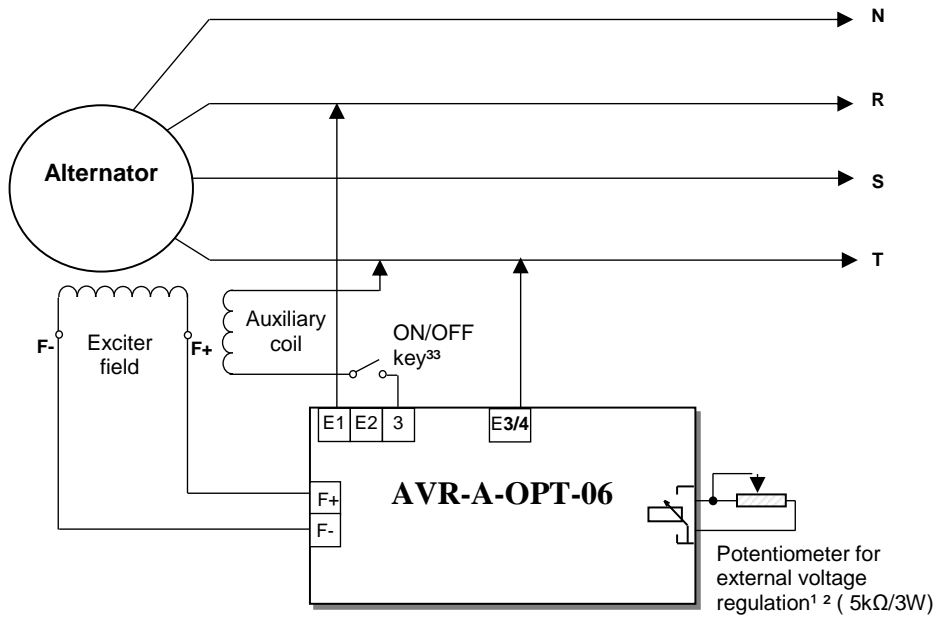 N
R
Alternator
S
T
Auxiliary
coil
ON/OFF
key³³
F-
Exciter
field
F+
E1
E2
3
E3/4
AVR-A-OPT-06
F+
F-
Potentiometer for
external voltage
regulation¹ ² ( 5kΩ/3W)